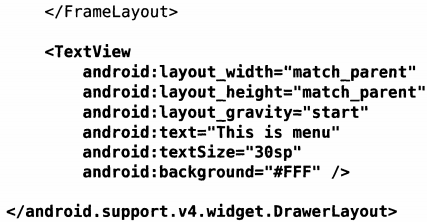 </FrameLayout>
<TextView
android:layout_width="match_parent"
android:layout_height="match_parent"
android:layout_gravity="start"
android:text="This is menu"
android:textSize="30sp"
android:background="#FFF" />
</android.support.v4.widget.DrawerLayout>